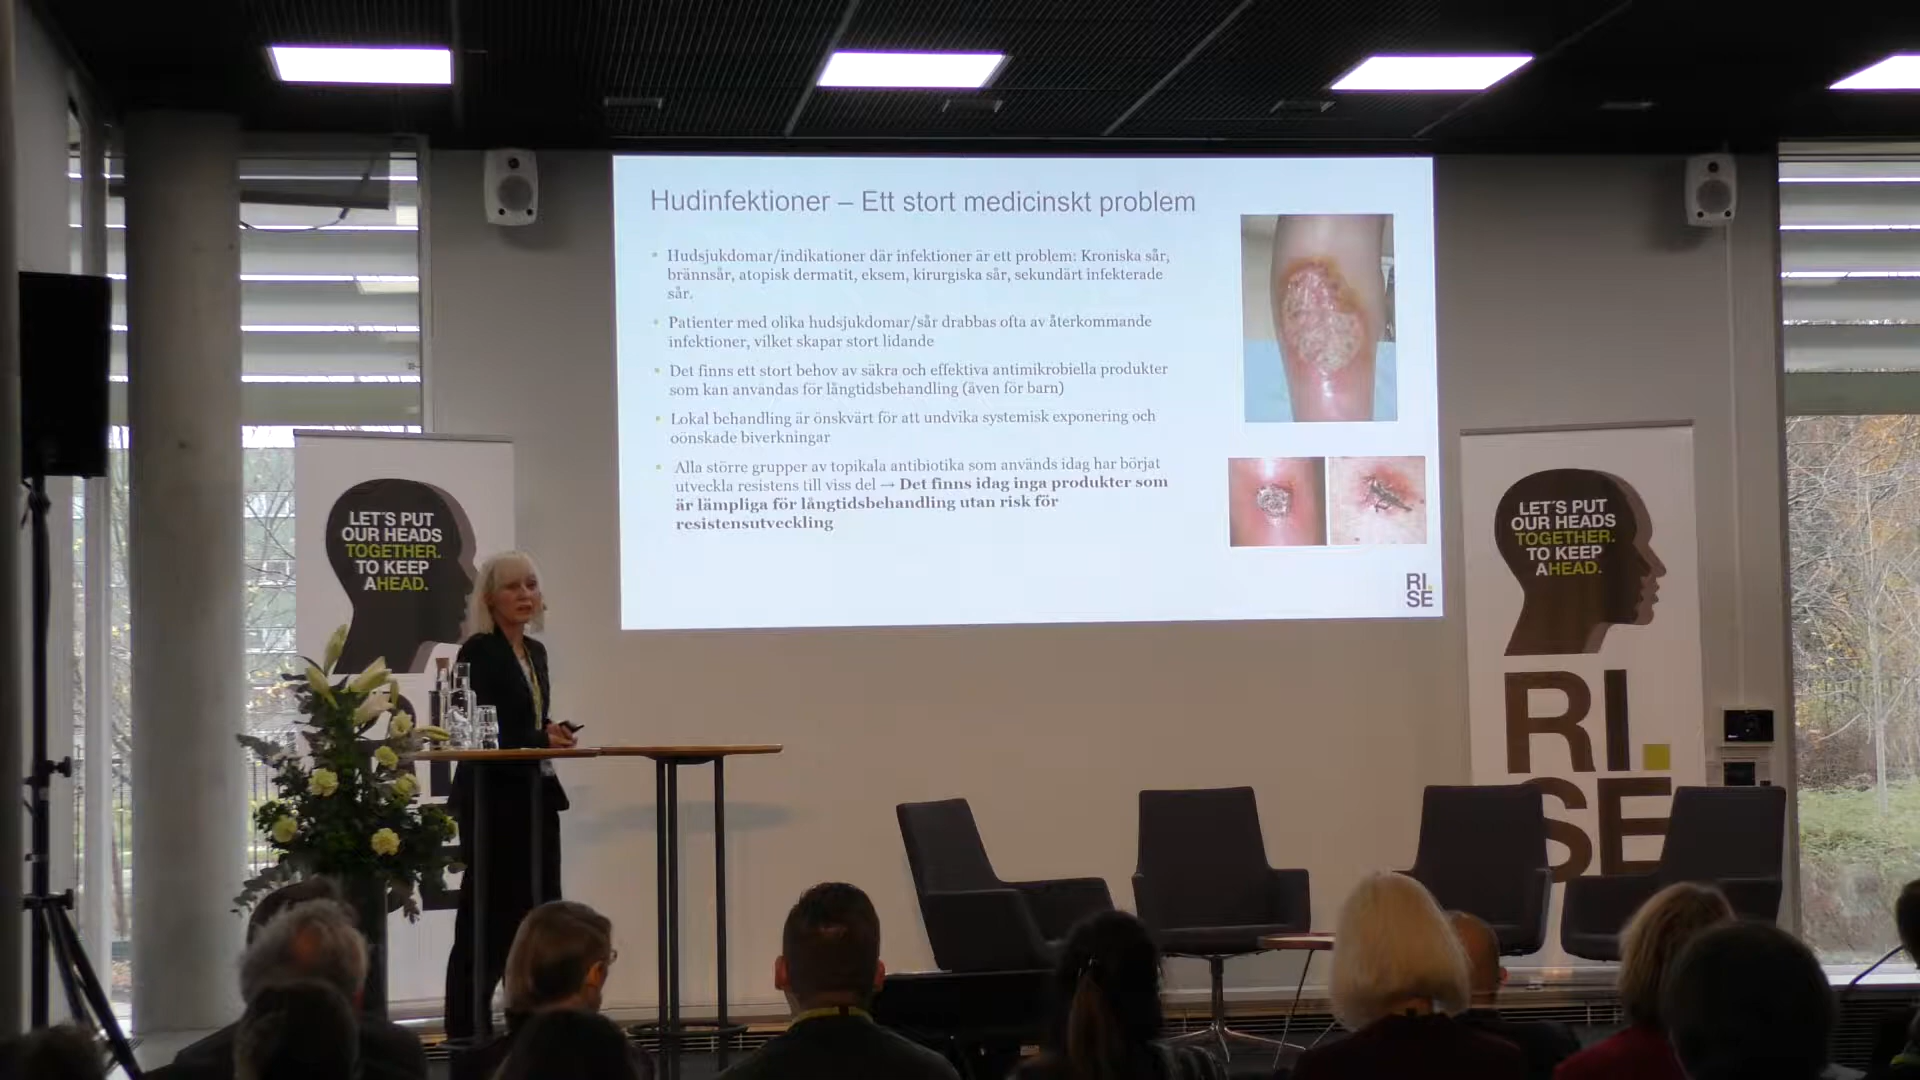 Hudinfektioner – Ett stort medicinskt problem
Hudsjukdomar/indikationer där infektioner är ett problem: Kroniska sår,
brännsår, atopisk dermatit, eksem, kirurgiska sår, sekundärt infekterade
sår.
Patienter med olika hudsjukdomar/sår drabbas ofta av återkommande
infektioner, vilket skapar stort lidande
Det finns ett stort behov av säkra och effektiva antimikrobiella produkter
som kan användas för långtidsbehandling (även för barn)
Lokal behandling är önskvärt för att undvika systemisk exponering och
oönskade biverkningar
Alla större grupper av topikala antibiotika som används idag har börjat
utveckla resistens till viss del → Det finns idag inga produkter som
är lämpliga för långtidsbehandling utan risk för
resistensutveckling
RI.
SE
LET'S PUT
OUR HEADS
TOGETHER.
TO KEEP
AHEAD.
LET'S PUT
OUR HEADS
TOGETHER.
TO KEEP
AHEAD.
RI.
SE